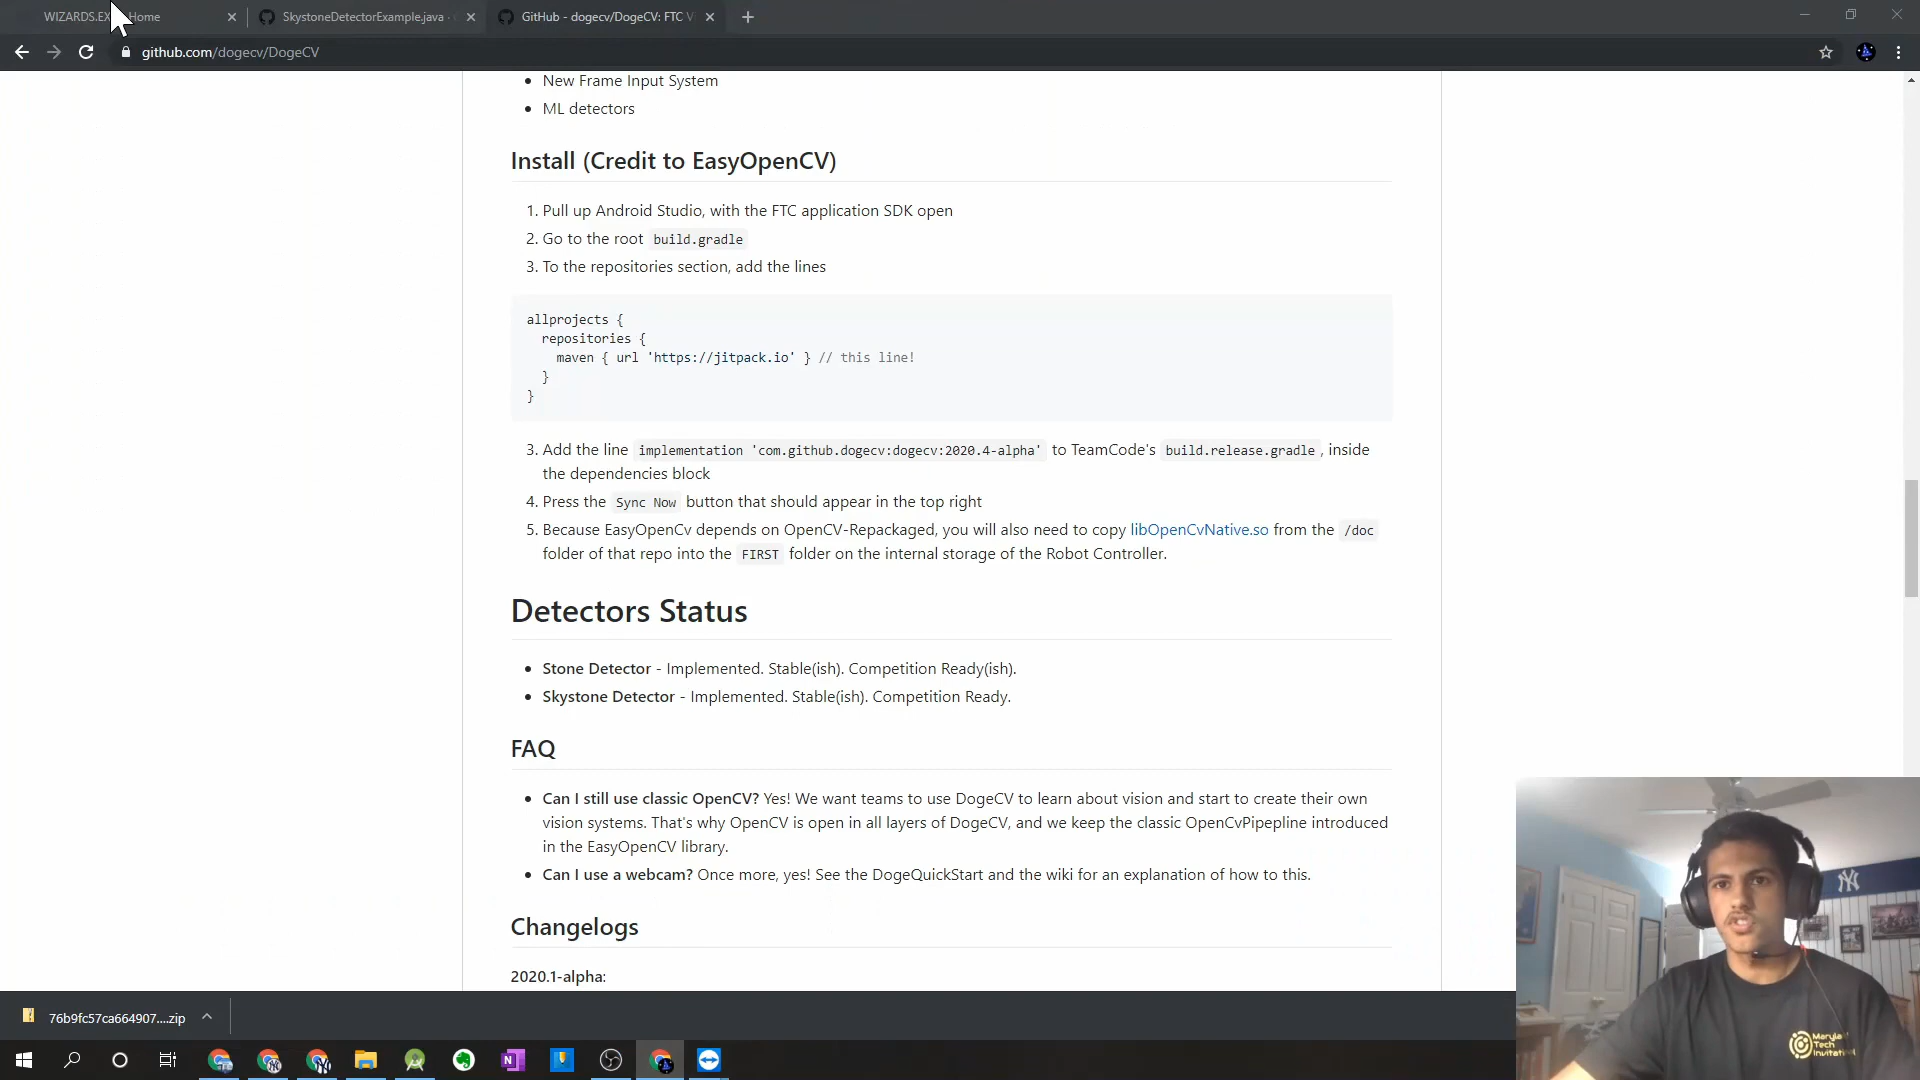 WIZARDS.EX Home
SkystoneDetectorExample.java ·
GitHub - dogecv/DogeCV: FTC V
github.com/dogecv/DogeCV
• New Frame Input System
• ML detectors
Install (Credit to EasyOpenCV)
1. Pull up Android Studio, with the FTC application SDK open
2. Go to the root build.gradle
3. To the repositories section, add the lines
allprojects {
repositories {
maven { url 'https://jitpack.io' } // this line!
}
}
3. Add the line implementation 'com.github.dogecv:dogecv:2020.4-alpha' to TeamCode's build.release.gradle , inside
the dependencies block
4. Press the Sync Now button that should appear in the top right
5. Because EasyOpenCv depends on OpenCV-Repackaged, you will also need to copy libOpenCvNative.so from the /doc
folder of that repo into the FIRST folder on the internal storage of the Robot Controller.
Detectors Status
• Stone Detector - Implemented. Stable(ish). Competition Ready(ish).
• Skystone Detector - Implemented. Stable(ish). Competition Ready.
FAQ
• Can I still use classic OpenCV? Yes! We want teams to use DogeCV to learn about vision and start to create their own
vision systems. That's why OpenCV is open in all layers of DogeCV, and we keep the classic OpenCvPipepline introduced
in the EasyOpenCV library.
• Can I use a webcam? Once more, yes! See the DogeQuickStart and the wiki for an explanation of how to this.
Changelogs
2020.1-alpha:
76b9fc57ca664907....zip
Maryla
Tech
Invitati